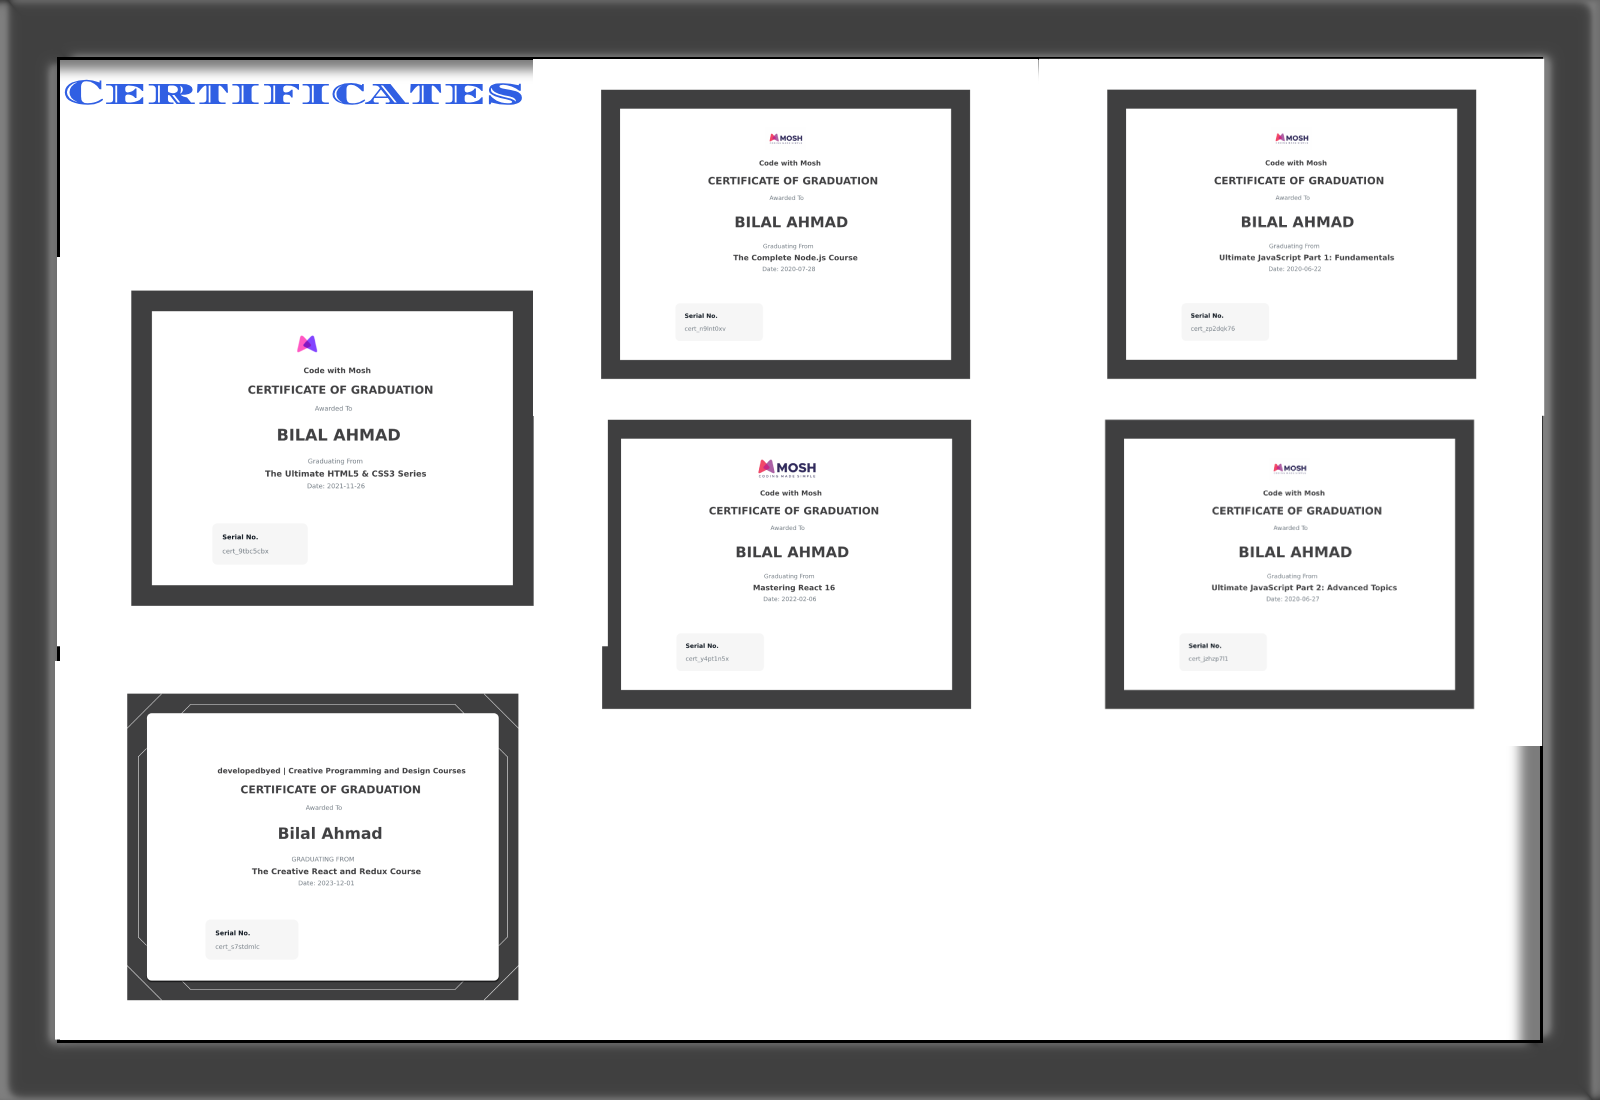 CERTIFICATES
MOSH
Code with Mosh
CERTIFICATE OF GRADUATION
Awarded To
BILAL AHMAD
Graduating From
The Complete Node.js Course
Date: 2020-07-28
Serial No.
cert_n9lnt0xv
MOSH
Code with Mosh
CERTIFICATE OF GRADUATION
Awarded To
BILAL AHMAD
Graduating From
Ultimate JavaScript Part 1: Fundamentals
Date: 2020-06-22
Serial No.
cert_zp2dqk76
Code with Mosh
CERTIFICATE OF GRADUATION
Awarded To
BILAL AHMAD
Graduating From
The Ultimate HTML5 & CSS3 Series
Date: 2021-11-26
Serial No.
cert_9tbc5cbx
MOSH
CODING MADE SIMPLE
Code with Mosh
CERTIFICATE OF GRADUATION
Awarded To
BILAL AHMAD
Graduating From
Mastering React 16
Date: 2022-02-06
Serial No.
cert_y4pt1n5x
MOSH
Code with Mosh
CERTIFICATE OF GRADUATION
Awarded To
BILAL AHMAD
Graduating From
Ultimate JavaScript Part 2: Advanced Topics
Date: 2020-06-27
Serial No.
developedbyed | Creative Programming and Design Courses
CERTIFICATE OF GRADUATION
Awarded To
Bilal Ahmad
GRADUATING FROM
The Creative React and Redux Course
Date: 2023-12-01
Serial No.
cert_s7stdmlc